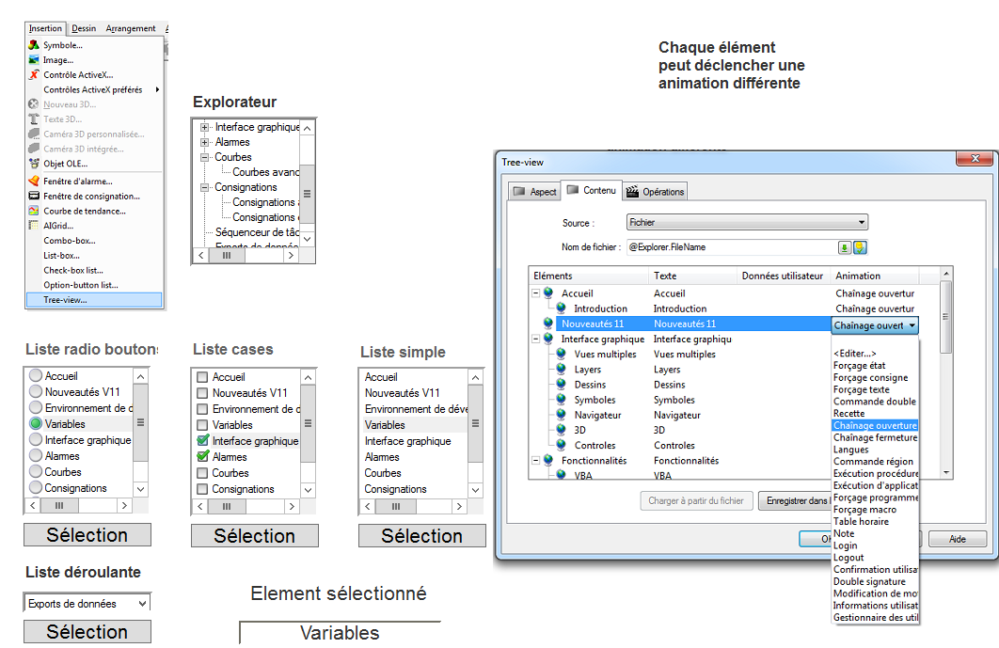 Insertion Dessin Arrangement
Symbole...
Image...
Contrôle ActiveX...
Contrôles ActiveX préférés
Nouveau 3D...
Texte 3D...
Caméra 3D personnalisée...
Caméra 3D intégrée...
Objet OLE...
Fenêtre d'alarme...
Fenêtre de consignation...
Courbe de tendance...
AIGrid...
Combo-box...
List-box...
Check-box list...
Option-button list...
Tree-view...
Explorateur
Interface graphique
Alarmes
Courbes
Courbes avanc
Consignations
Consignations
Consignations
Séquenceur de tâc
Exports de donnée
Chaque élément
peut déclencher une
animation différente
Liste radio boutons
Accueil
Nouveautés V11
Environnement de d
Variables
Interface graphique
Alarmes
Courbes
Consignations
Sélection
Liste cases
Accueil
Nouveautés V11
Environnement de d
Variables
Interface graphique
Alarmes
Courbes
Consignations
Sélection
Liste simple
Accueil
Nouveautés V11
Environnement de déve
Variables
Interface graphique
Alarmes
Courbes
Consignations
Sélection
Liste déroulante
Exports de données
Sélection
Element sélectionné
Variables
Tree-view
Aspect Contenu Opérations
Source : Fichier
Nom de fichier : @Explorer.FileName
Eléments Texte Données utilisateur Animation
Accueil Accueil Chaînage ouvertur
Introduction Introduction Chaînage ouvertur
Nouveautés 11 Nouveautés 11 Chaînage ouvert
Interface graphique Interface graphiqu
Vues multiples Vues multiples
Layers Layers
Dessins Dessins
Symboles Symboles
Navigateur Navigateur
3D 3D
Controles Controles
Fonctionnalités Fonctionnalités
VBA VBA
<Editer...>
Forçage état
Forçage consigne
Forçage texte
Commande double
Recette
Chaînage ouverture
Chaînage fermeture
Langues
Commande région
Exécution procédure
Exécution d'applicat
Forçage programme
Forçage macro
Table horaire
Note
Login
Logout
Confirmation utilisa
Double signature
Modification de mo
Informations utilisat
Gestionnaire des util
Charger à partir du fichier Enregistrer dans l
Aide